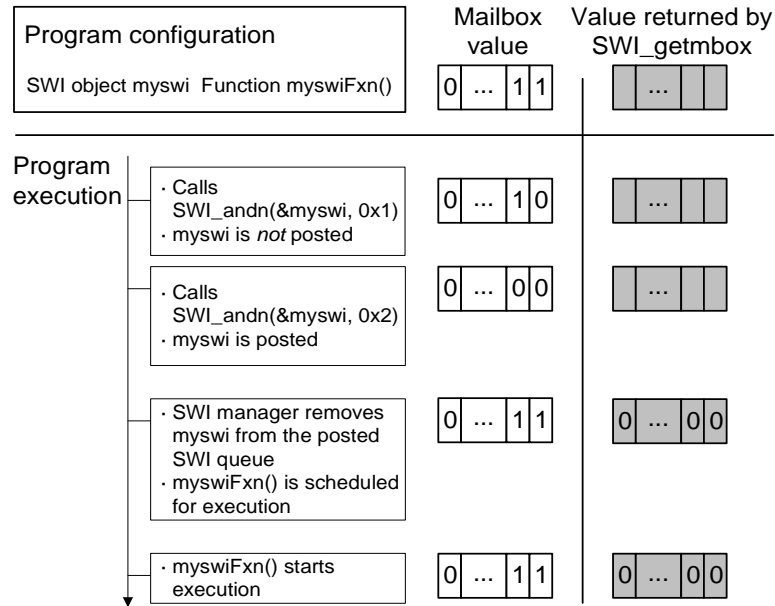 Program configuration
SWI object myswi Function myswiFxn()
Mailbox
value
Value returned by
SWI_getmbox
0 ... 1 1
...
Program
execution
· Calls
SWI_andn(&myswi, 0x1)
· myswi is not posted
0 ... 1 0
...
· Calls
SWI_andn(&myswi, 0x2)
· myswi is posted
0 ... 0 0
...
· SWI manager removes
myswi from the posted
SWI queue
· myswiFxn() is scheduled
for execution
0 ... 1 1
0 ... 0 0
· myswiFxn() starts
execution
0 ... 1 1
0 ... 0 0